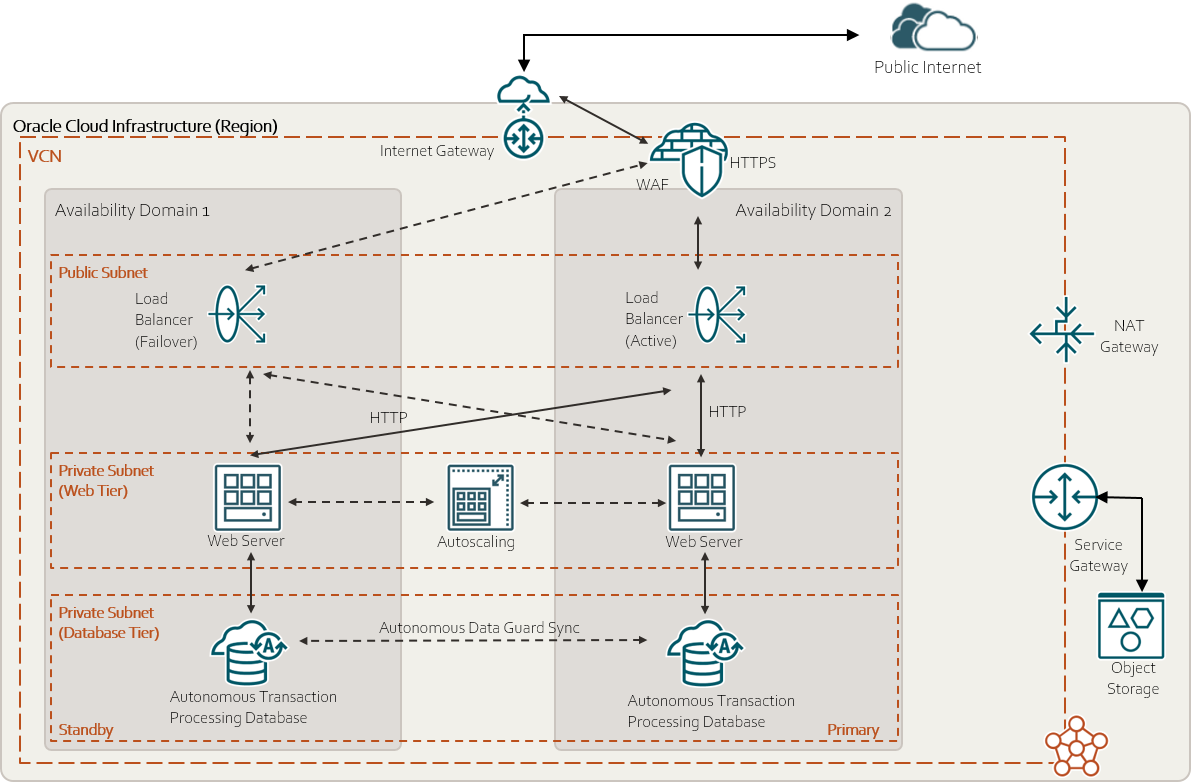 Public Internet
Oracle Cloud Infrastructure (Region)
VCN
Internet Gateway
HTTPS
WAF
Availability Domain 1
Availability Domain 2
Public Subnet
Load
Balancer
(Failover)
Load
Balancer
(Active)
NAT
Gateway
HTTP
HTTP
Private Subnet
(Web Tier)
Web Server
Autoscaling
Web Server
Service
Gateway
Private Subnet
(Database Tier)
Autonomous Data Guard Sync
A
A
Autonomous Transaction
Processing Database
Autonomous Transaction
Processing Database
Object
Storage
Standby
Primary